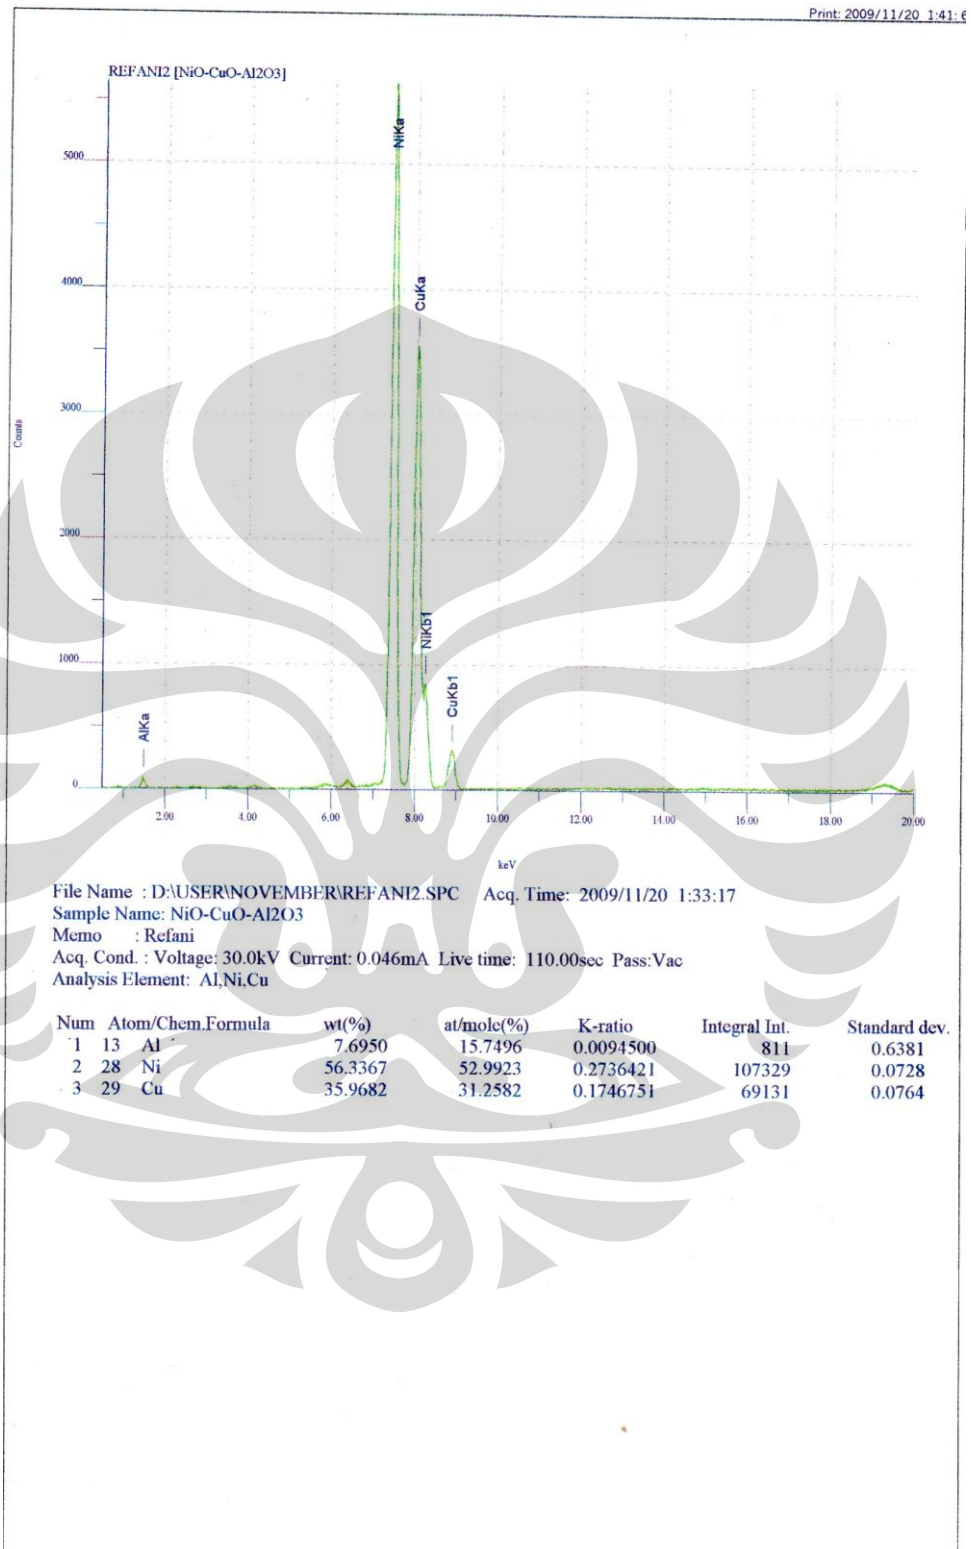 Print: 2009/11/20 1:41:6
REFANI2 [NiO-CuO-Al2O3]
NiKa
5000
CuKa
4000
3000
Counts
2000
NiKb1
1000
CuKb1
AlKa
0
2.00 4.00 6.00 8.00 10.00 12.00 14.00 16.00 18.00 20.00
keV
File Name : D:\USER\NOVEMBER\REFANI2.SPC Acq. Time: 2009/11/20 1:33:17
Sample Name: NiO-CuO-Al2O3
Memo : Refani
Acq. Cond. : Voltage: 30.0kV Current: 0.046mA Live time: 110.00sec Pass:Vac
Analysis Element: Al,Ni,Cu
Num Atom/Chem.Formula wt(%) at/mole(%) K-ratio Integral Int. Standard dev.
1 13 Al 7.6950 15.7496 0.0094500 811 0.6381
2 28 Ni 56.3367 52.9923 0.2736421 107329 0.0728
3 29 Cu 35.9682 31.2582 0.1746751 69131 0.0764